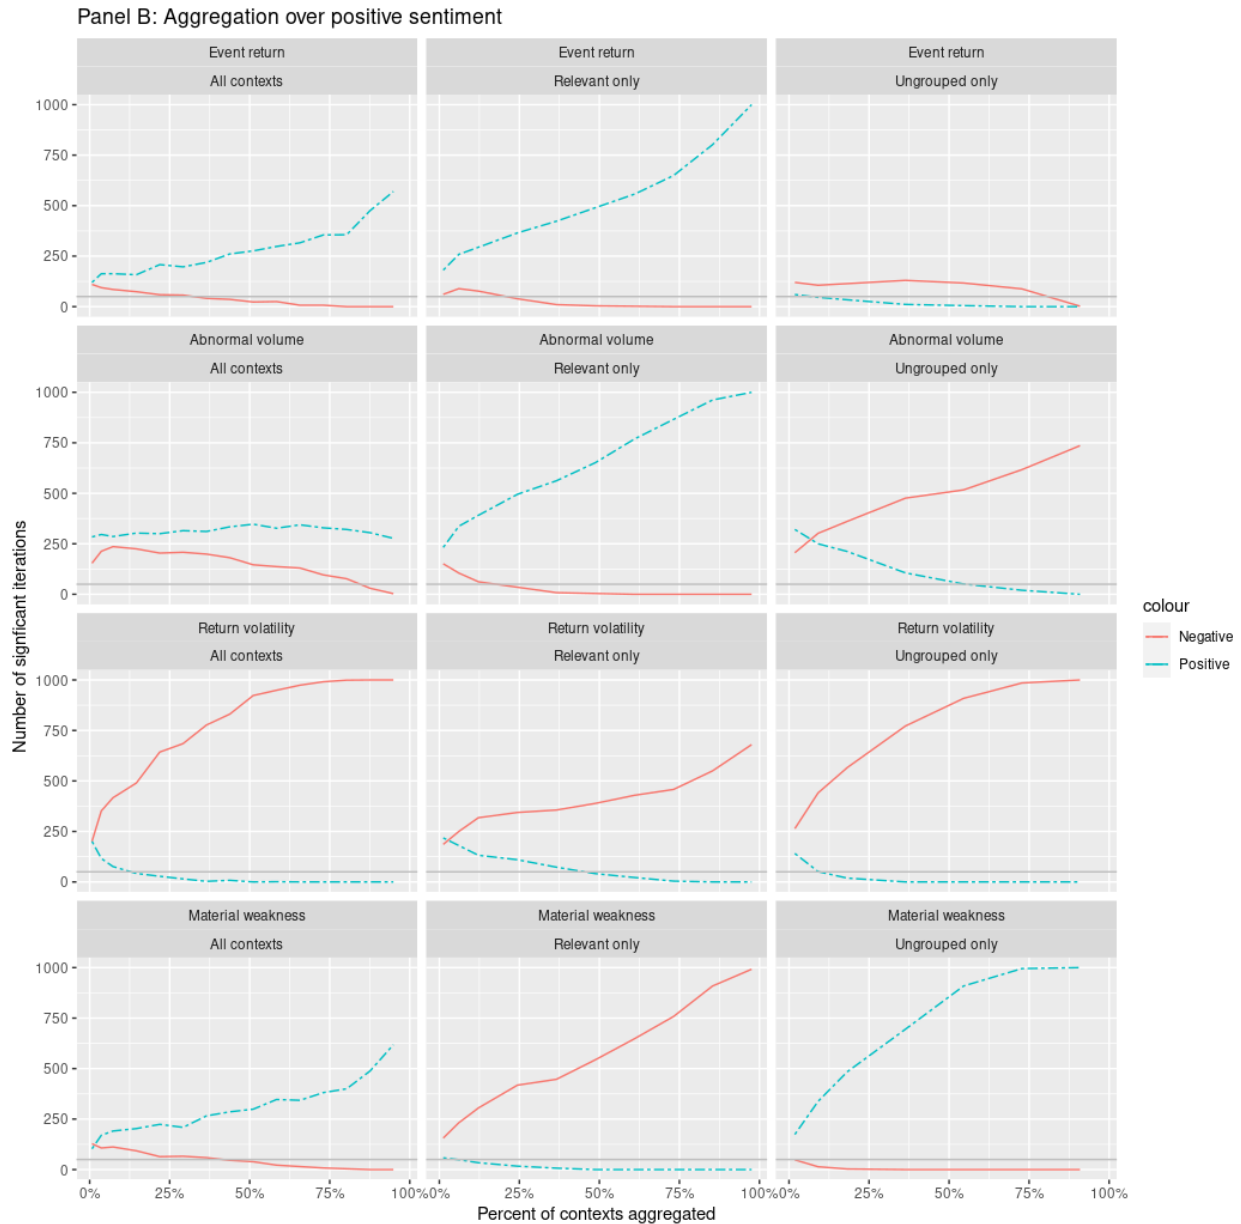 Panel B: Aggregation over positive sentiment
Event return
Event return
Event return
All contexts
Relevant only
Ungrouped only
1000
750
500
250
0
Abnormal volume
Abnormal volume
Abnormal volume
All contexts
Relevant only
Ungrouped only
1000
750
500
250
0
Return volatility
Return volatility
Return volatility
All contexts
Relevant only
Ungrouped only
1000
750
500
250
0
Material weakness
Material weakness
Material weakness
All contexts
Relevant only
Ungrouped only
1000
750
500
250
0
0% 25% 50% 75% 100%
0% 25% 50% 75% 100%
0% 25% 50% 75% 100%
Percent of contexts aggregated
Number of signficant iterations
colour
Negative
Positive